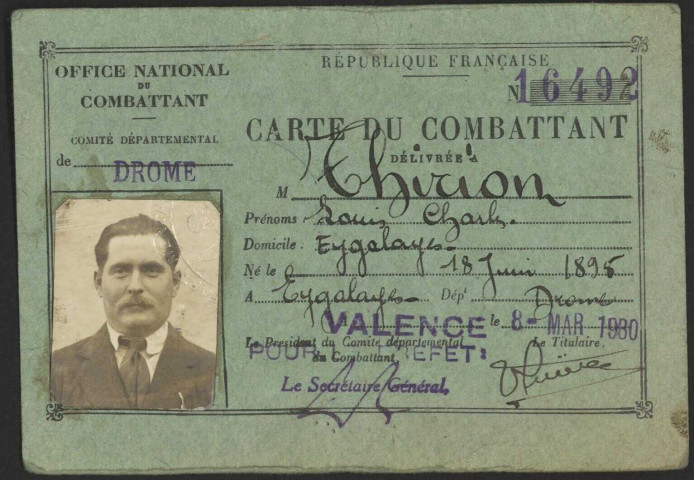 OFFICE NATIONAL
DU
COMBATTANT
COMITÉ DÉPARTEMENTAL
de DROME
RÉPUBLIQUE FRANÇAISE
N 16492
CARTE DU COMBATTANT
DÉLIVRÉE A
M Thirion
Prénoms : Louis Charles
Domicile : Eygalayes
Né le 18 Juin 1895
A Eygalayes Dépt Drome
VALENCE le 8 - MAR 1930
Le Président du Comité départemental
du Combattant,
Le Titulaire,
POUR PREFET:
Le Secrétaire Général,